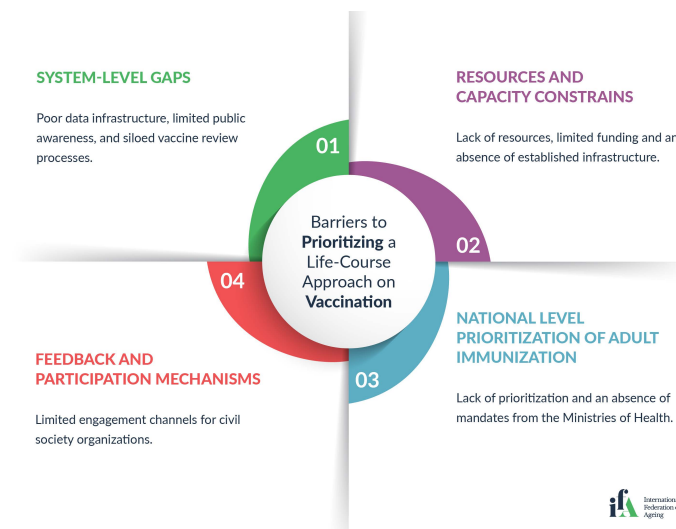 SYSTEM-LEVEL GAPS
Poor data infrastructure, limited public
awareness, and siloed vaccine review
processes.
01
RESOURCES AND
CAPACITY CONSTRAINS
Lack of resources, limited funding and
absence of established infrastructure.
02
Barriers to
Prioritizing a
Life-Course
Approach on
Vaccination
04
FEEDBACK AND
PARTICIPATION MECHANISMS
Limited engagement channels for civil
society organizations.
03
NATIONAL LEVEL
PRIORITIZATION OF ADULT
IMMUNIZATION
Lack of prioritization and an absence of
mandates from the Ministries of Health.
ifA
Federation
Ageing